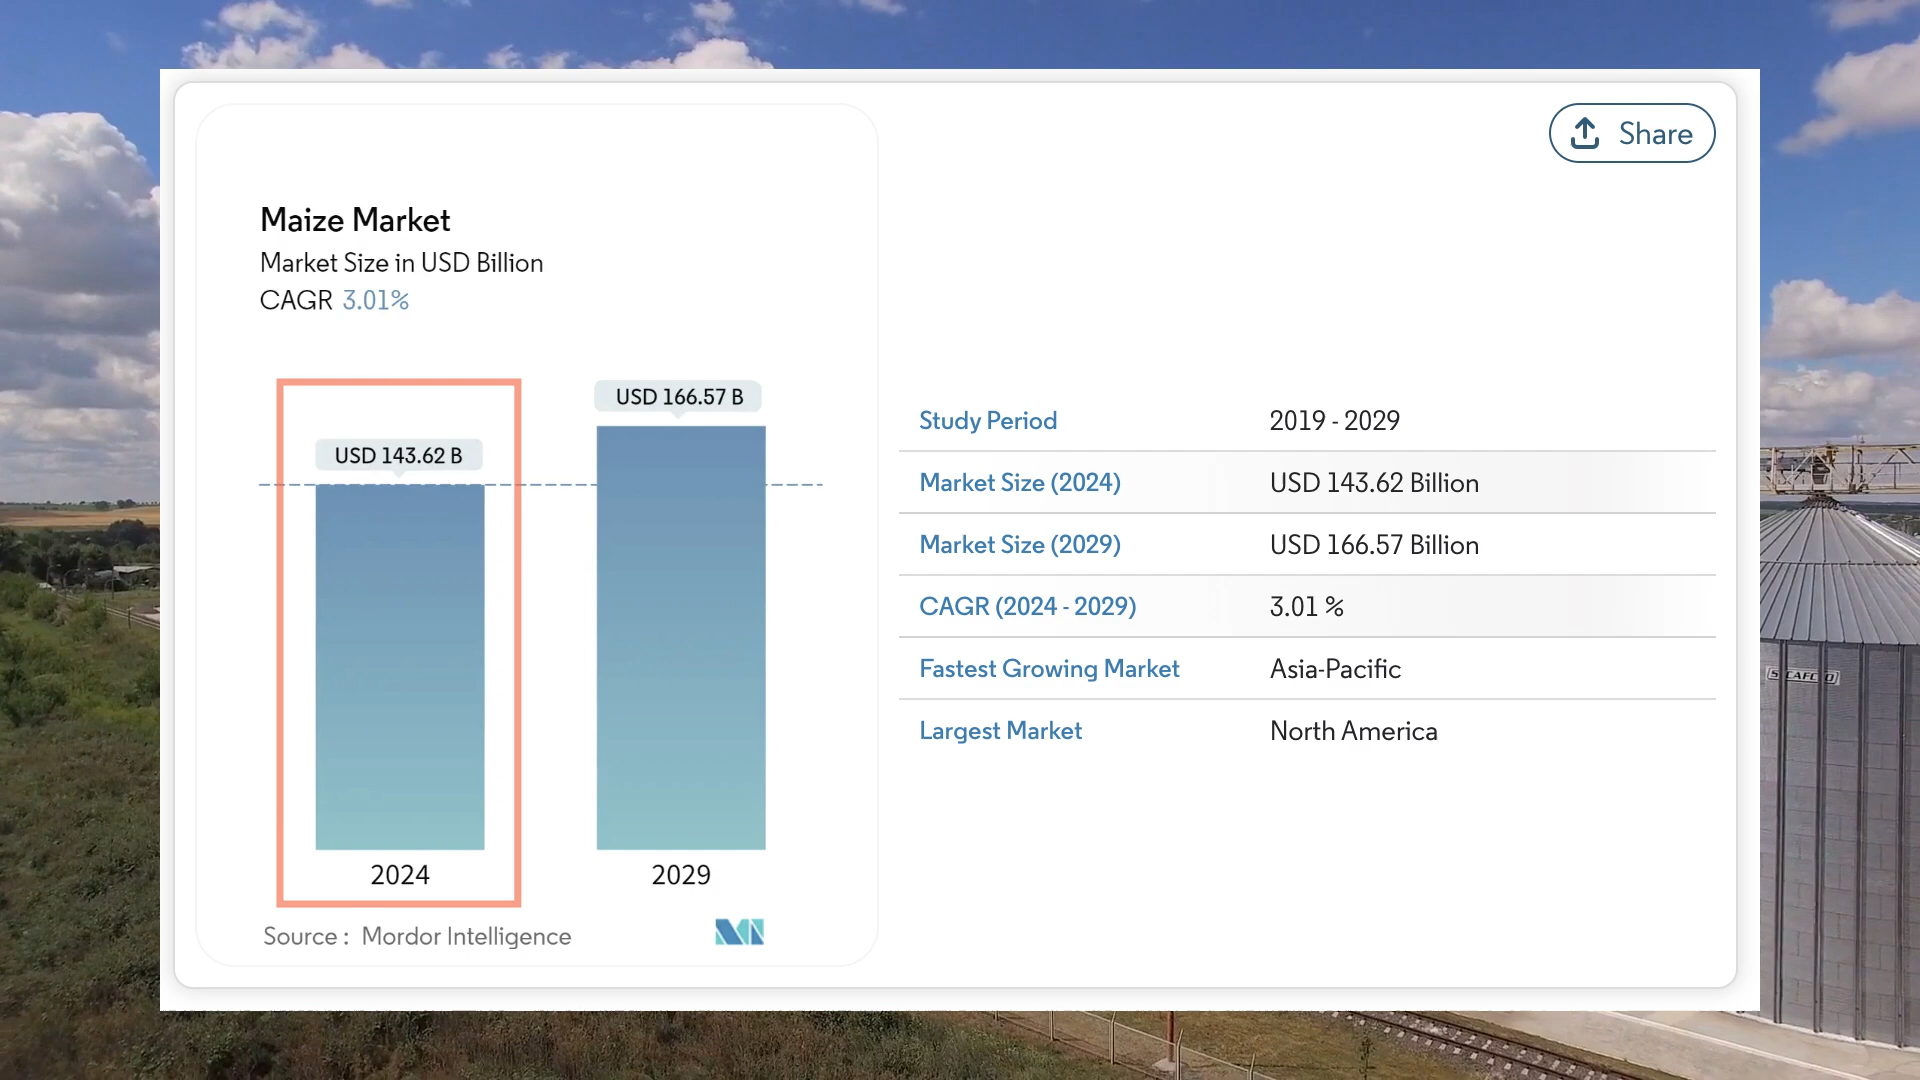 Share
Maize Market
Market Size in USD Billion
CAGR 3.01%
USD 143.62 B
USD 166.57 B
2024
2029
Source : Mordor Intelligence
Study Period 2019 - 2029
Market Size (2024) USD 143.62 Billion
Market Size (2029) USD 166.57 Billion
CAGR (2024 - 2029) 3.01 %
Fastest Growing Market Asia-Pacific
Largest Market North America